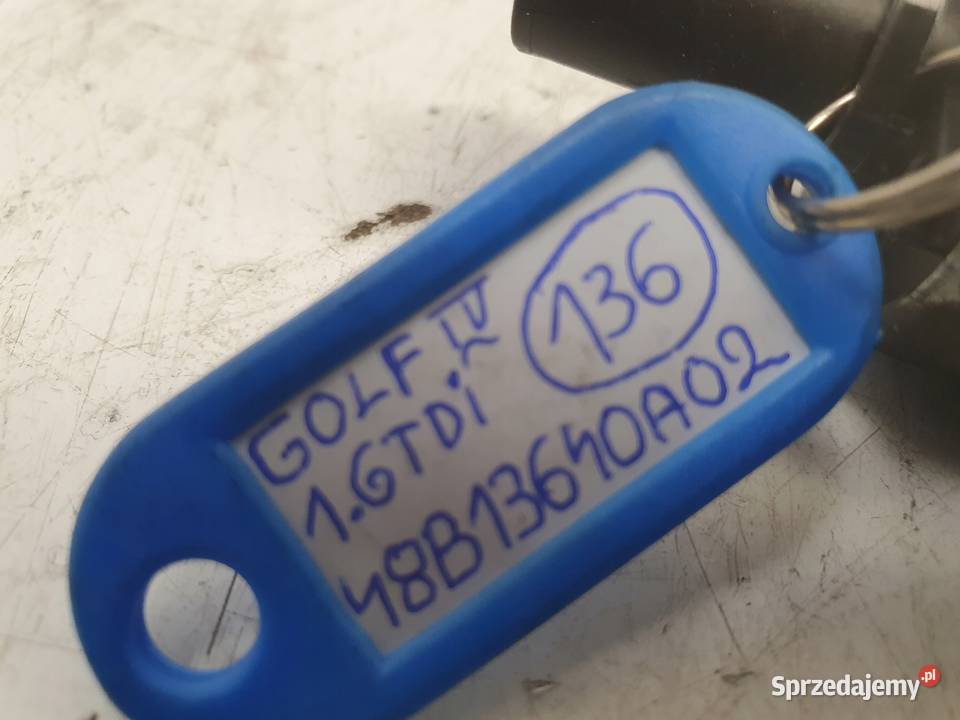 GOLF IV
136
1.6TDi
48B13640A02
Sprzedajemy.pl